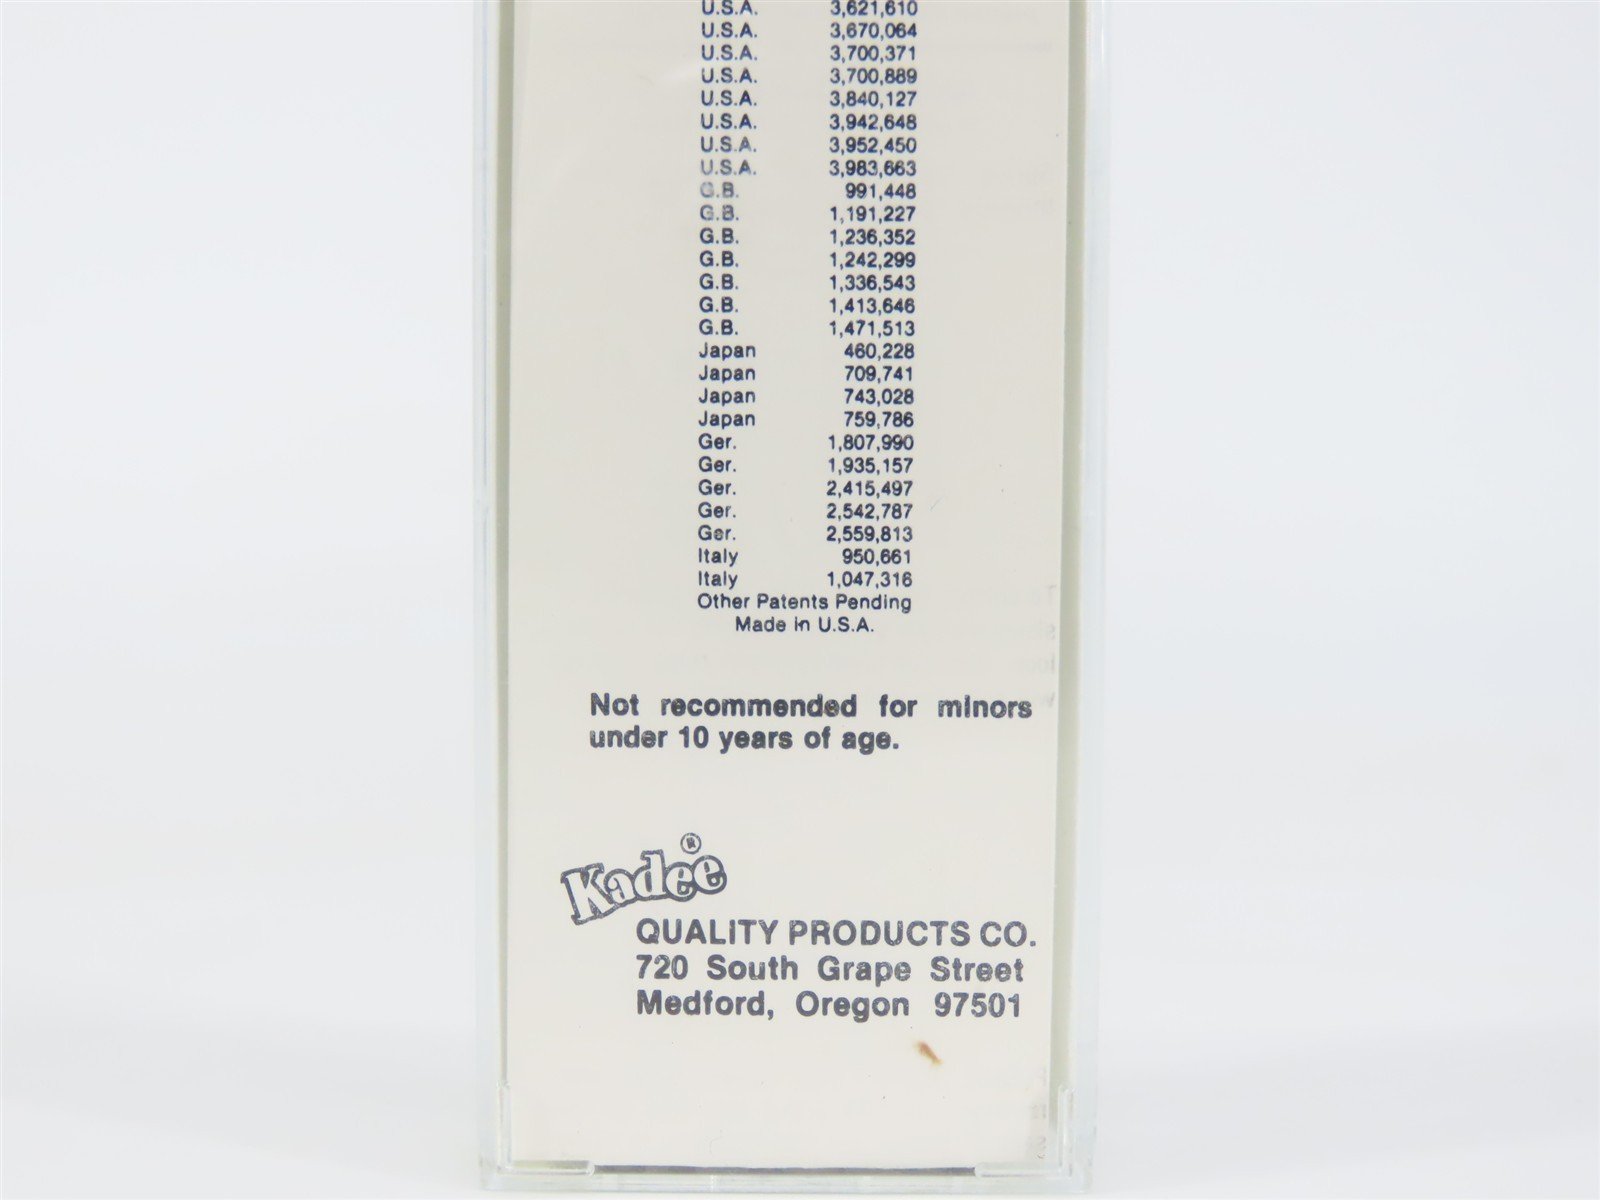 U.S.A. 3,621,610
U.S.A. 3,670,064
U.S.A. 3,700,371
U.S.A. 3,700,889
U.S.A. 3,840,127
U.S.A. 3,942,648
U.S.A. 3,952,450
U.S.A. 3,983,663
G.B. 991,448
G.B. 1,191,227
G.B. 1,236,352
G.B. 1,242,299
G.B. 1,336,543
G.B. 1,413,646
G.B. 1,471,513
Japan 460,228
Japan 709,741
Japan 743,028
Japan 759,786
Ger. 1,807,990
Ger. 1,935,157
Ger. 2,415,497
Ger. 2,542,787
Ger. 2,559,813
Italy 950,661
Italy 1,047,316
Other Patents Pending
Made in U.S.A.
Not recommended for minors
under 10 years of age.
Kadee®
QUALITY PRODUCTS CO.
720 South Grape Street
Medford, Oregon 97501